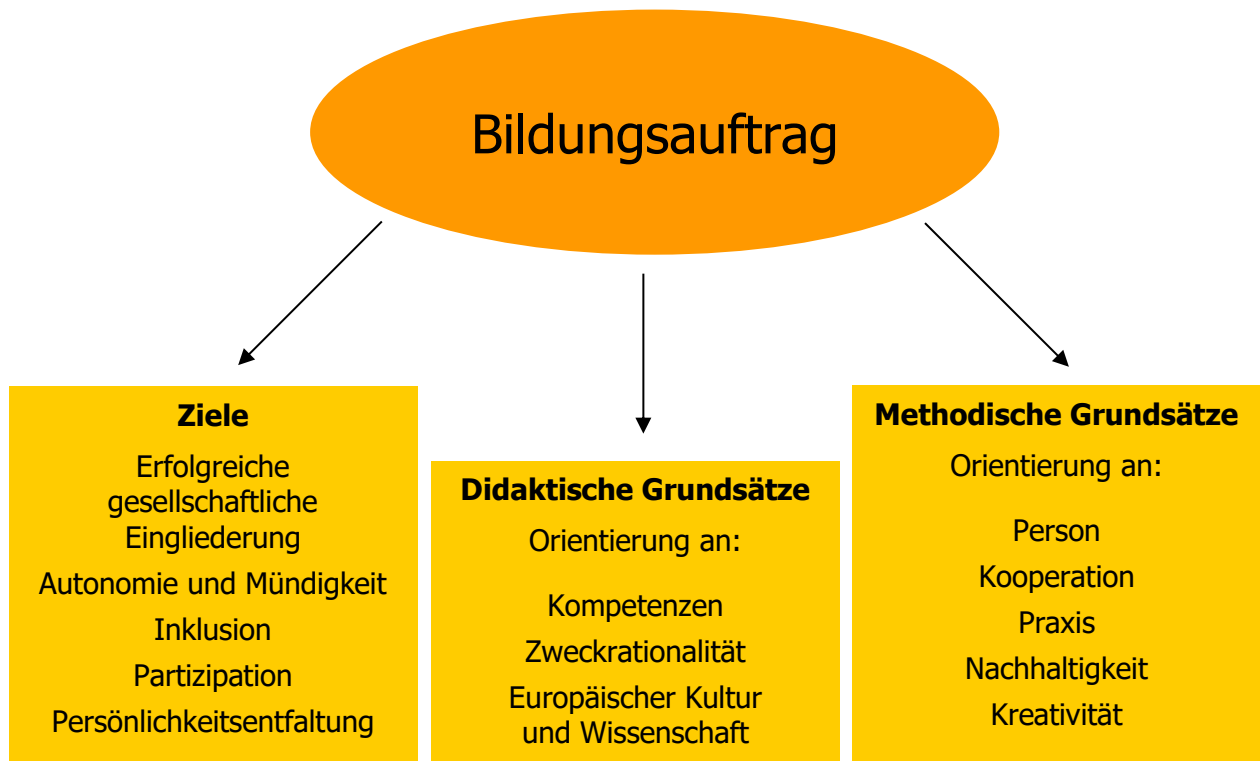 Bildungsauftrag
Ziele
Erfolgreiche
gesellschaftliche
Eingliederung
Autonomie und Mündigkeit
Inklusion
Partizipation
Persönlichkeitsentfaltung
Didaktische Grundsätze
Orientierung an:
Kompetenzen
Zweckrationalität
Europäischer Kultur
und Wissenschaft
Methodische Grundsätze
Orientierung an:
Person
Kooperation
Praxis
Nachhaltigkeit
Kreativität